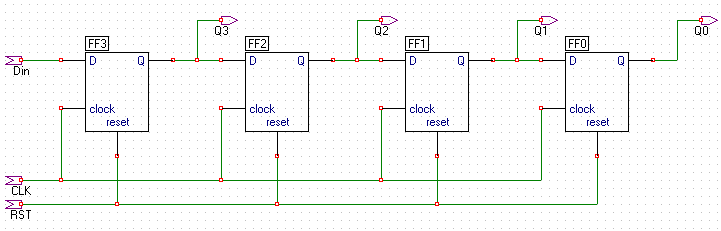 FF3 FF2 FF1 FF0
Q3 Q2 Q1 Q0
D Q D Q D Q D Q
Din
clock clock clock clock
reset reset reset reset
CLK
RST